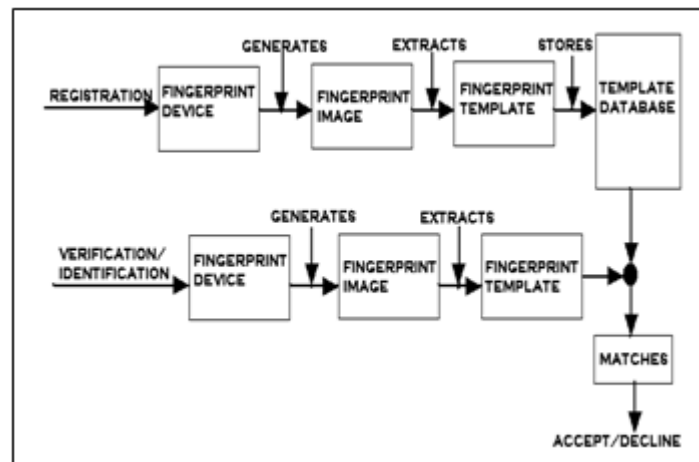 GENERATES
EXTRACTS
STORES
REGISTRATION
FINGERPRINT
DEVICE
FINGERPRINT
IMAGE
FINGERPRINT
TEMPLATE
TEMPLATE
DATABASE
GENERATES
EXTRACTS
VERIFICATION/
IDENTIFICATION
FINGERPRINT
DEVICE
FINGERPRINT
IMAGE
FINGERPRINT
TEMPLATE
MATCHES
ACCEPT/DECLINE